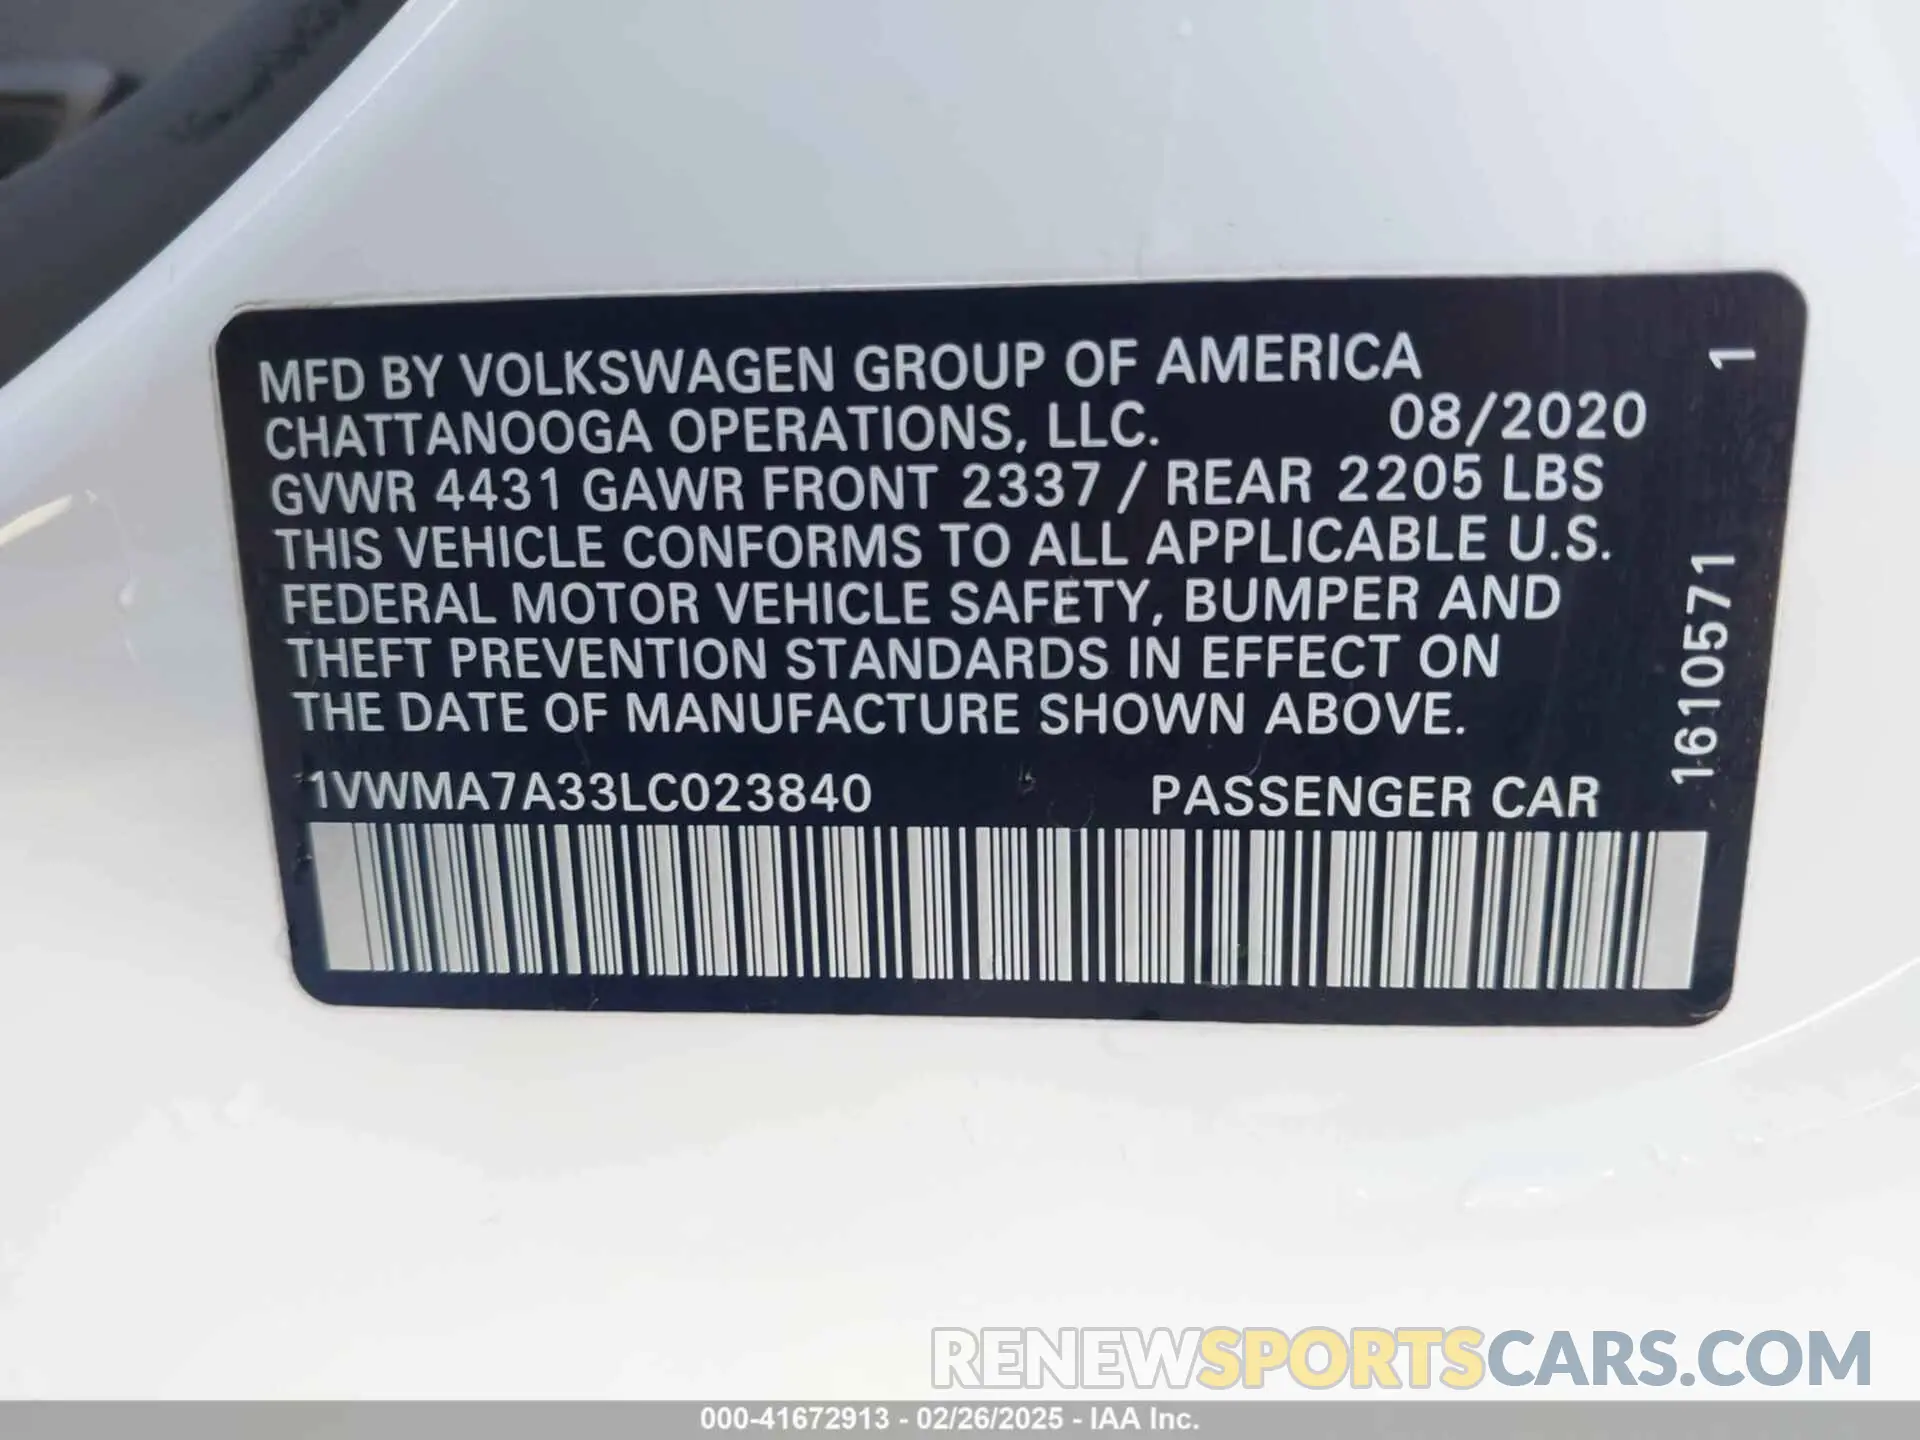 MFD BY VOLKSWAGEN GROUP OF AMERICA
CHATTANOOGA OPERATIONS, LLC. 08/2020
GVWR 4431 GAWR FRONT 2337 / REAR 2205 LBS
THIS VEHICLE CONFORMS TO ALL APPLICABLE U.S.
FEDERAL MOTOR VEHICLE SAFETY, BUMPER AND
THEFT PREVENTION STANDARDS IN EFFECT ON
THE DATE OF MANUFACTURE SHOWN ABOVE.
1VWMA7A33LC023840 PASSENGER CAR
1610571 1
RENEWSPORTSCARS.COM
000-41672913 - 02/26/2025 - IAA Inc.